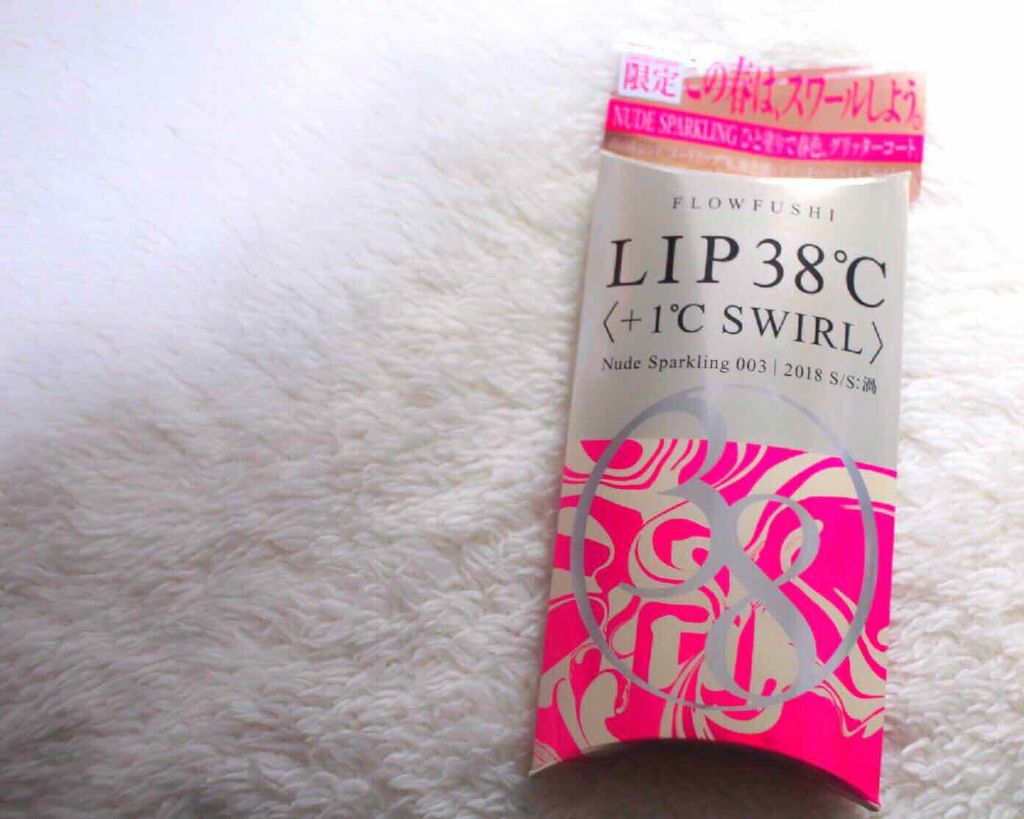 限定 この春は、スワールしよう。
NUDE SPARKLING ひと塗りで春色、グリッターコート
FLOWFUSHI
LIP38℃
〈+1℃ SWIRL〉
Nude Sparkling 003 | 2018 S/S:渦
38